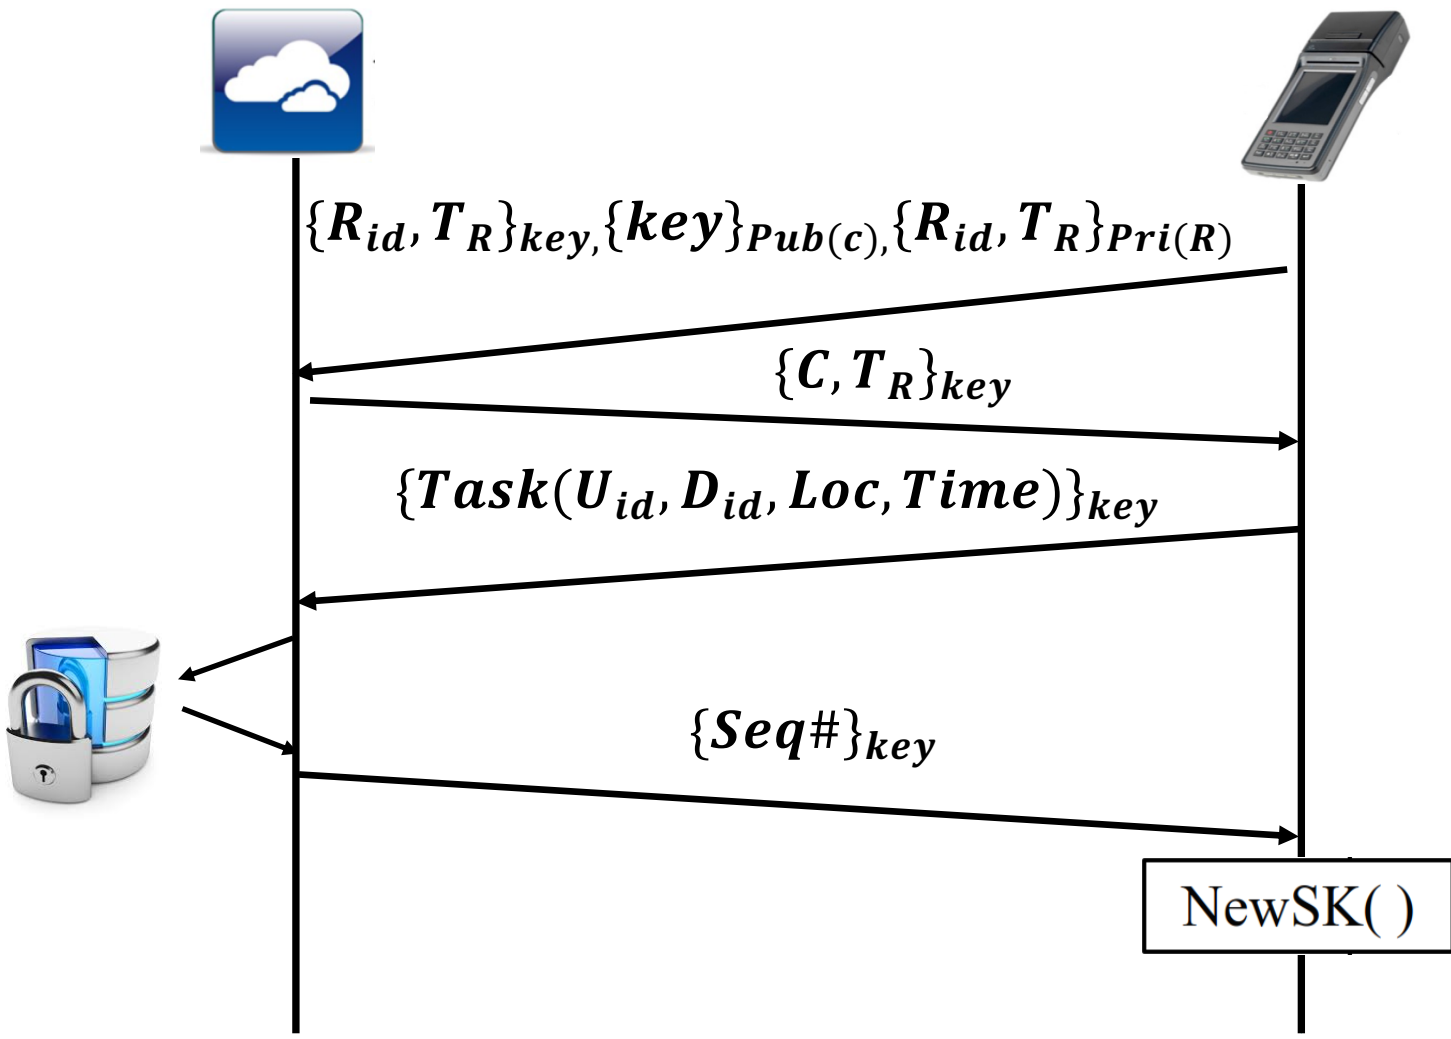 {R_id, T_R}_key, {key}_Pub(c), {R_id, T_R}_Pri(R)
{C, T_R}_key
{Task(U_id, D_id, Loc, Time)}_key
{Seq#}_key
NewSK( )